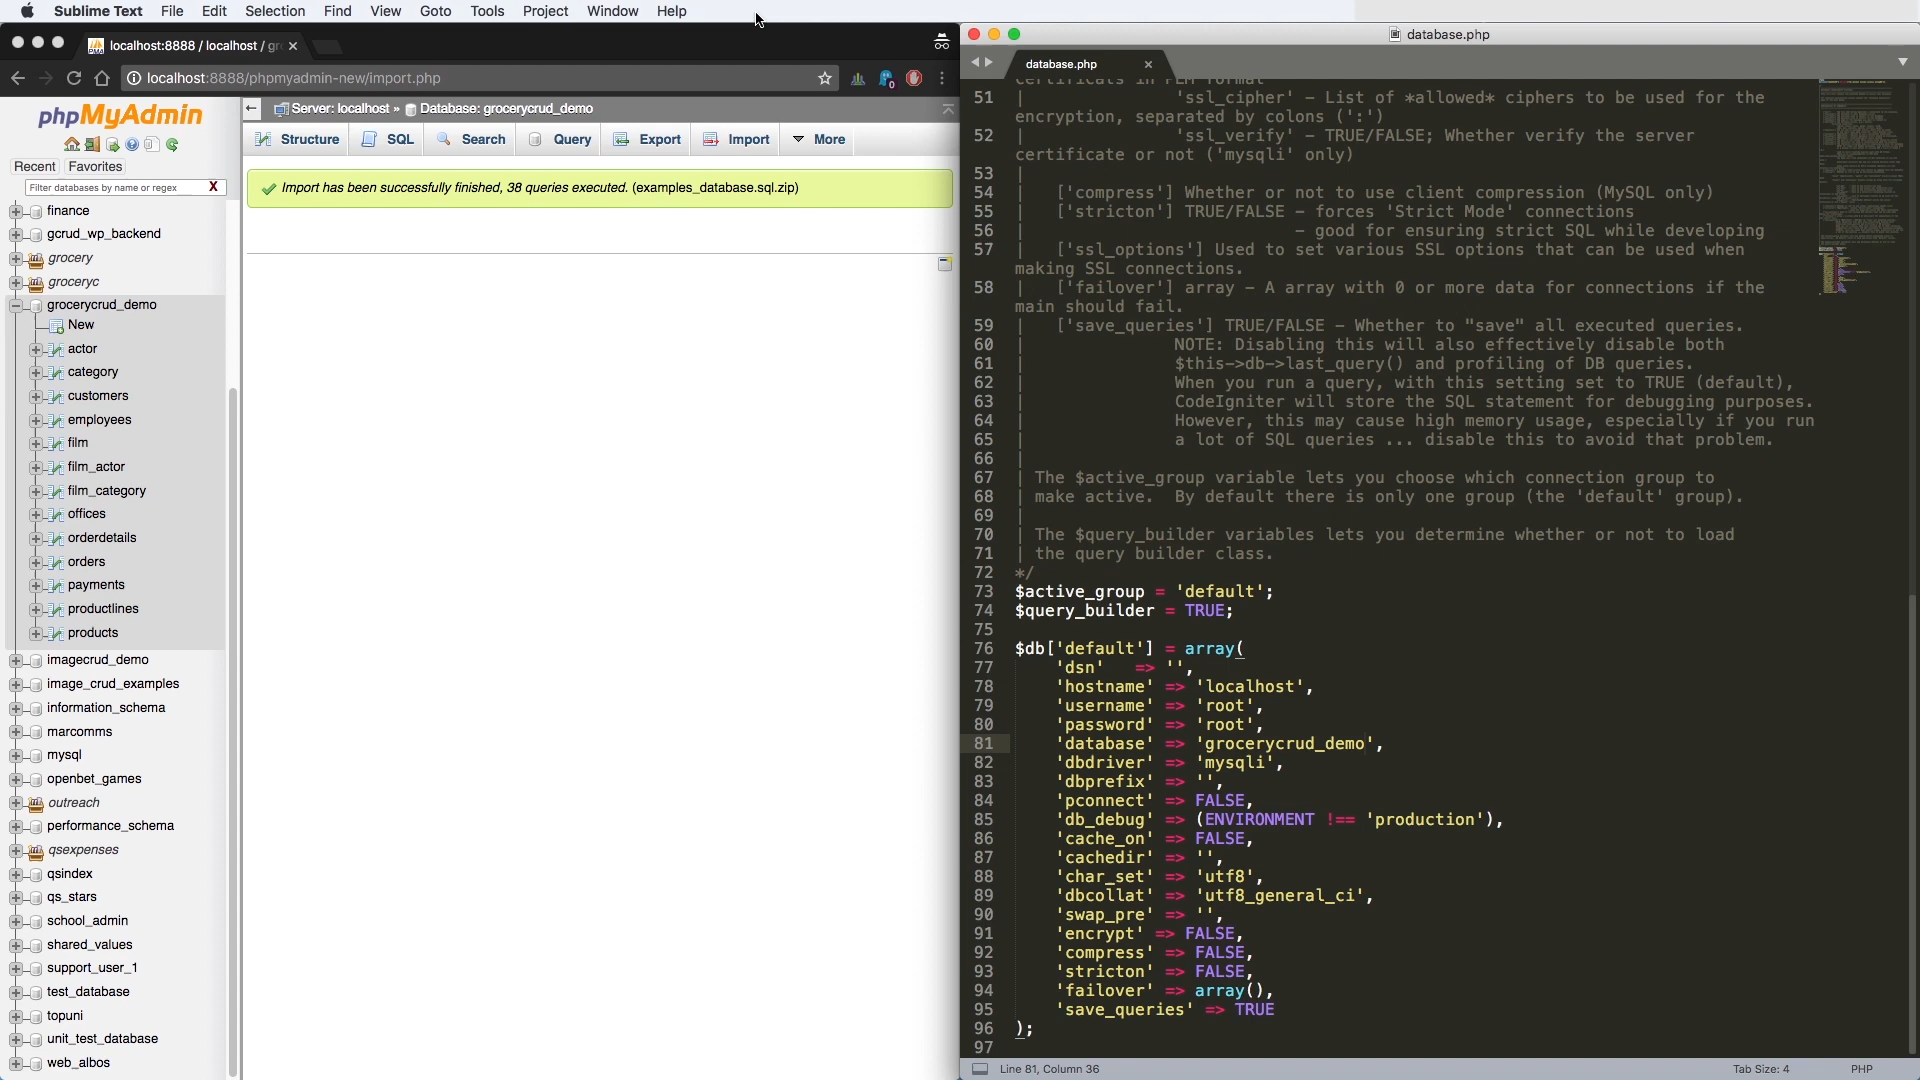 Sublime Text File Edit Selection Find View Goto Tools Project Window Help
localhost:8888 / localhost / gr
localhost:8888/phpmyadmin-new/import.php
phpMyAdmin
Recent Favorites
Filter databases by name or regex X
finance
gcrud_wp_backend
grocery
groceryc
grocerycrud_demo
New
actor
category
customers
employees
film
film_actor
film_category
offices
orderdetails
orders
payments
productlines
products
imagecrud_demo
image_crud_examples
information_schema
marcomms
mysql
openbet_games
outreach
performance_schema
qsexpenses
qsindex
qs_stars
school_admin
shared_values
support_user_1
test_database
topuni
unit_test_database
web_albos
Server: localhost » Database: grocerycrud_demo
Structure SQL Search Query Export Import More
Import has been successfully finished, 38 queries executed. (examples_database.sql.zip)
database.php
database.php
certificats in PEM format
51 | 'ssl_cipher' - List of *allowed* ciphers to be used for the
encryption, separated by colons (':')
52 | 'ssl_verify' - TRUE/FALSE; Whether verify the server
certificate or not ('mysqli' only)
53 |
54 | ['compress'] Whether or not to use client compression (MySQL only)
55 | ['stricton'] TRUE/FALSE - forces 'Strict Mode' connections
56 | - good for ensuring strict SQL while developing
57 | ['ssl_options'] Used to set various SSL options that can be used when
making SSL connections.
58 | ['failover'] array - A array with 0 or more data for connections if the
main should fail.
59 | ['save_queries'] TRUE/FALSE - Whether to "save" all executed queries.
60 | NOTE: Disabling this will also effectively disable both
61 | $this->db->last_query() and profiling of DB queries.
62 | When you run a query, with this setting set to TRUE (default),
63 | CodeIgniter will store the SQL statement for debugging purposes.
64 | However, this may cause high memory usage, especially if you run
65 | a lot of SQL queries ... disable this to avoid that problem.
66 |
67 | The $active_group variable lets you choose which connection group to
68 | make active. By default there is only one group (the 'default' group).
69 |
70 | The $query_builder variables lets you determine whether or not to load
71 | the query builder class.
72 */
73 $active_group = 'default';
74 $query_builder = TRUE;
75
76 $db['default'] = array(
77 'dsn' => '',
78 'hostname' => 'localhost',
79 'username' => 'root',
80 'password' => 'root',
81 'database' => 'grocerycrud_demo',
82 'dbdriver' => 'mysqli',
83 'dbprefix' => '',
84 'pconnect' => FALSE,
85 'db_debug' => (ENVIRONMENT !== 'production'),
86 'cache_on' => FALSE,
87 'cachedir' => '',
88 'char_set' => 'utf8',
89 'dbcollat' => 'utf8_general_ci',
90 'swap_pre' => '',
91 'encrypt' => FALSE,
92 'compress' => FALSE,
93 'stricton' => FALSE,
94 'failover' => array(),
95 'save_queries' => TRUE
96 );
97
Line 81, Column 36 Tab Size: 4 PHP